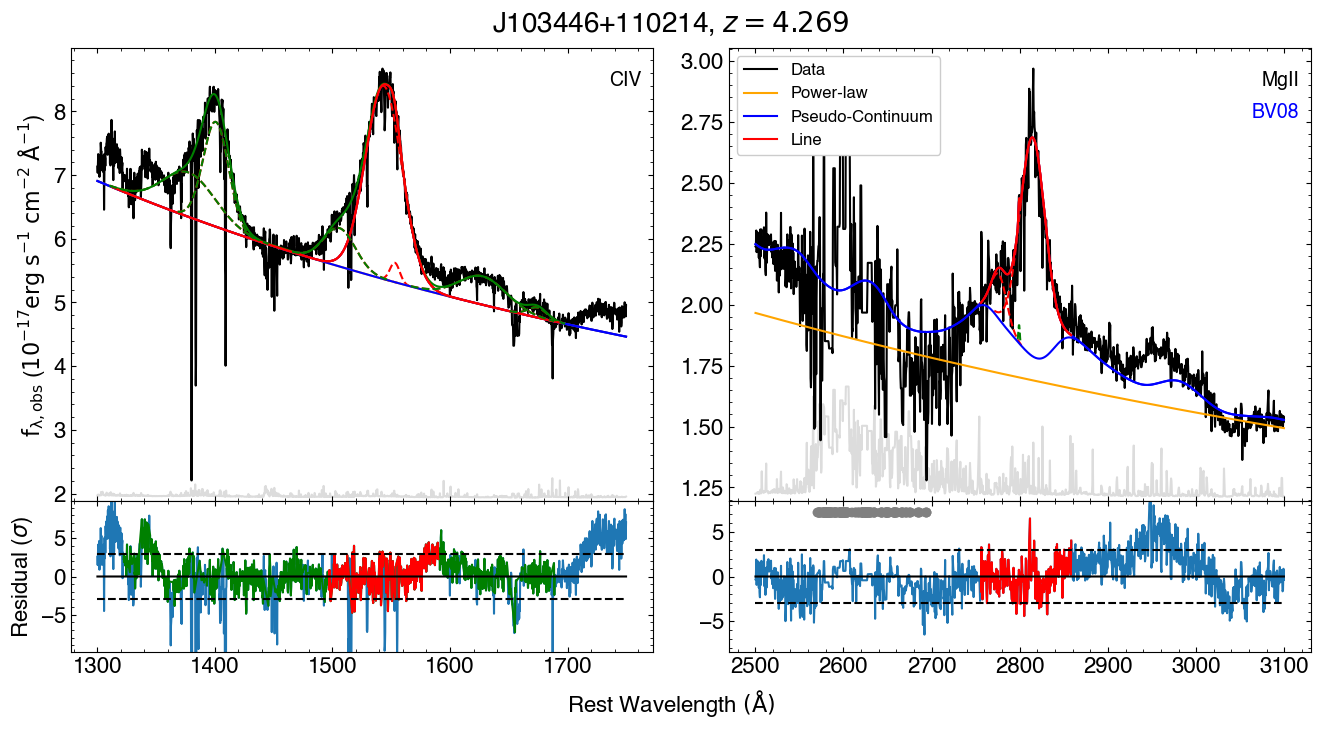 J103446+110214, z = 4.269
CIV
MgII
BV08
Data
Power-law
Pseudo-Continuum
Line
f_{λ,obs} (10^{−17} erg s^{−1} cm^{−2} Å^{−1})
8
7
6
5
4
3
2
3.00
2.75
2.50
2.25
2.00
1.75
1.50
1.25
Residual (σ)
5
0
−5
5
0
−5
1300 1400 1500 1600 1700
2500 2600 2700 2800 2900 3000 3100
Rest Wavelength (Å)